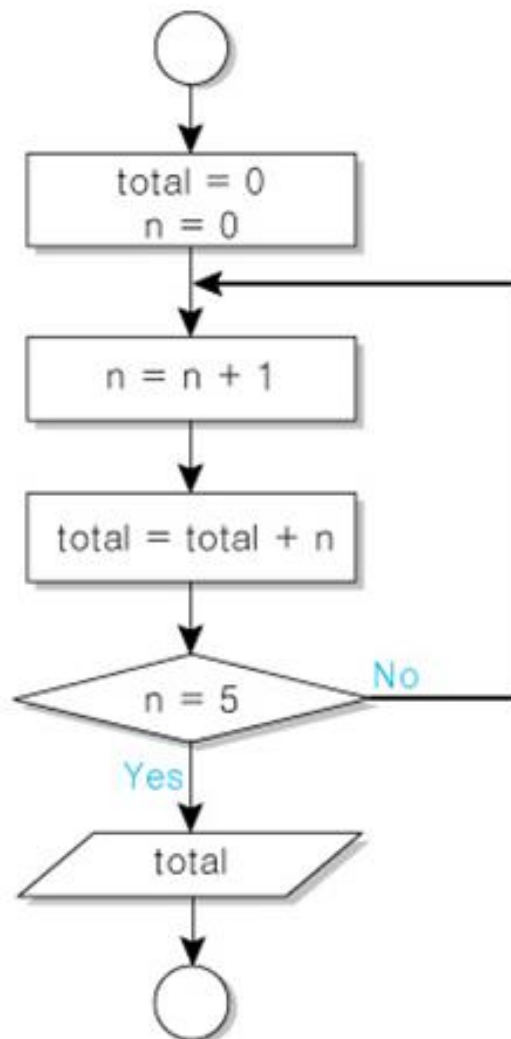 total = 0
n = 0
n = n + 1
total = total + n
n = 5
No
Yes
total